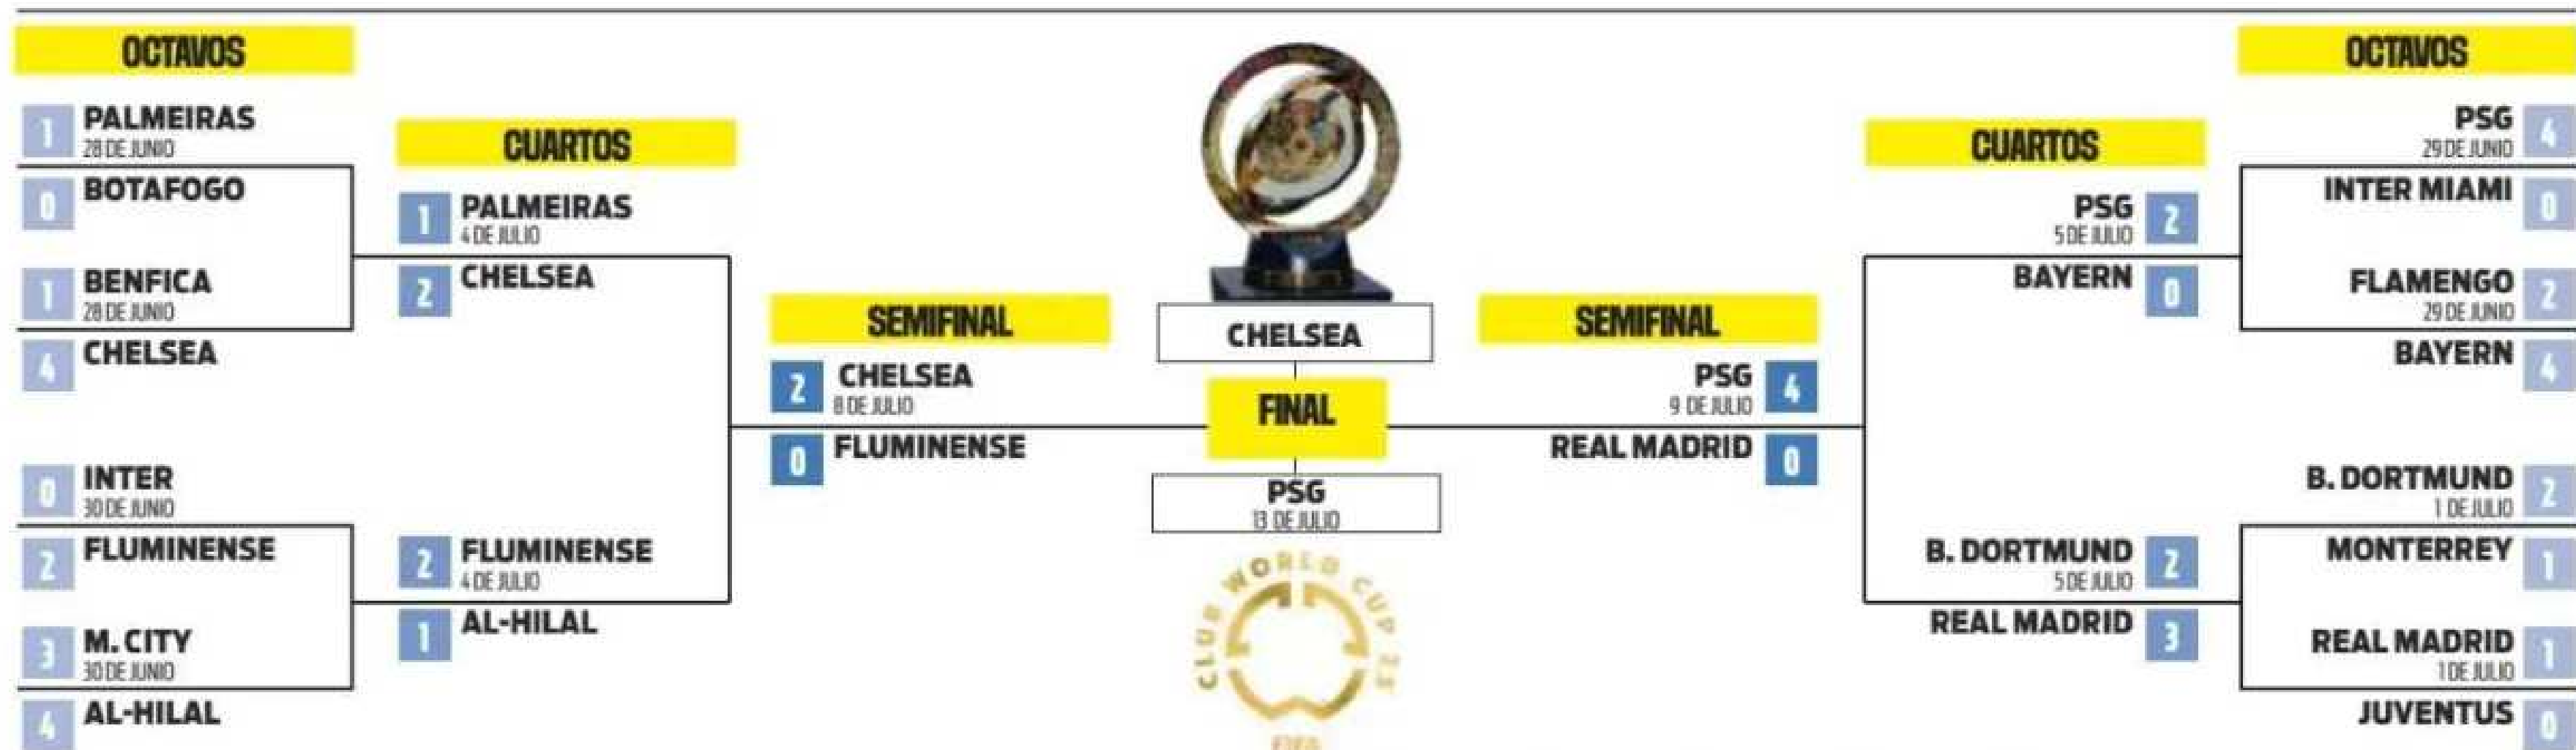 OCTAVOS
1 PALMEIRAS
28 DE JUNIO
0 BOTAFOGO
1 BENFICA
28 DE JUNIO
4 CHELSEA
0 INTER
30 DE JUNIO
2 FLUMINENSE
3 M. CITY
30 DE JUNIO
4 AL-HILAL
CUARTOS
1 PALMEIRAS
4 DE JULIO
2 CHELSEA
2 FLUMINENSE
4 DE JULIO
1 AL-HILAL
SEMIFINAL
2 CHELSEA
8 DE JULIO
0 FLUMINENSE
CHELSEA
FINAL
PSG
13 DE JULIO
CLUB WORLD CUP 25
FIFA
SEMIFINAL
PSG 4
9 DE JULIO
REAL MADRID 0
CUARTOS
PSG 2
5 DE JULIO
BAYERN 0
B. DORTMUND 2
5 DE JULIO
REAL MADRID 3
OCTAVOS
PSG 4
29 DE JUNIO
INTER MIAMI 0
FLAMENGO 2
29 DE JUNIO
BAYERN 4
B. DORTMUND 2
1 DE JULIO
MONTERREY 1
REAL MADRID 1
1 DE JULIO
JUVENTUS 0